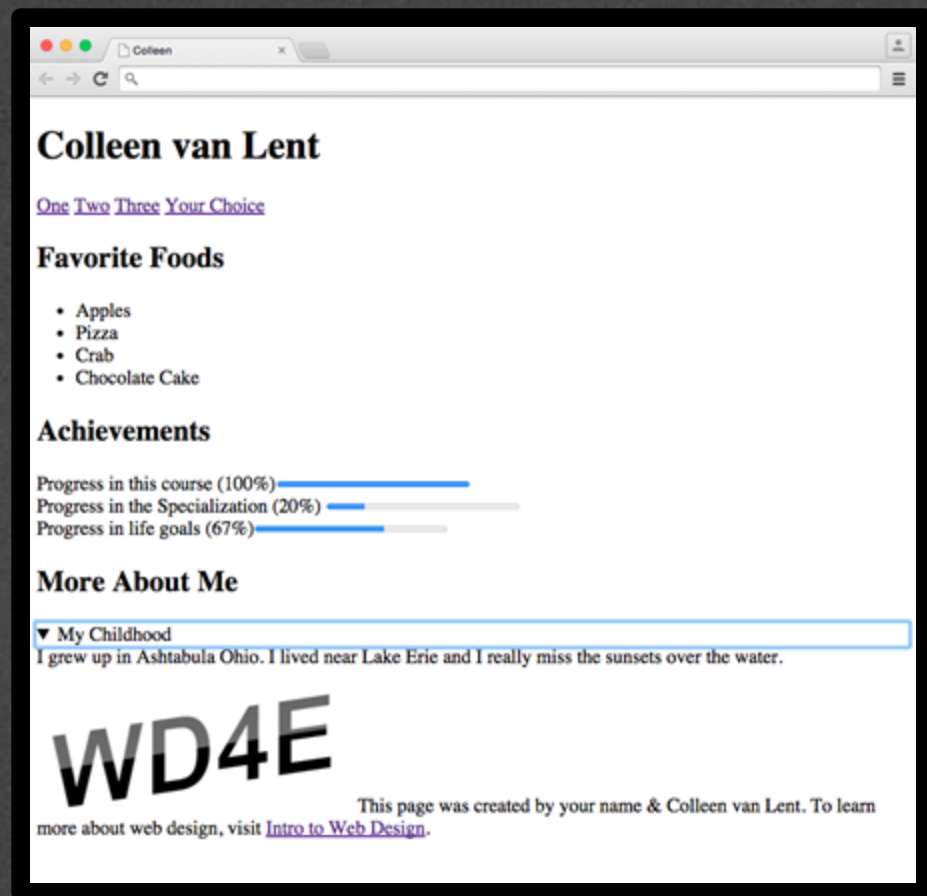 Colleen
Colleen van Lent
One Two Three Your Choice
Favorite Foods
• Apples
• Pizza
• Crab
• Chocolate Cake
Achievements
Progress in this course (100%)
Progress in the Specialization (20%)
Progress in life goals (67%)
More About Me
▼ My Childhood
I grew up in Ashtabula Ohio. I lived near Lake Erie and I really miss the sunsets over the water.
WD4E
This page was created by your name & Colleen van Lent. To learn
more about web design, visit Intro to Web Design.